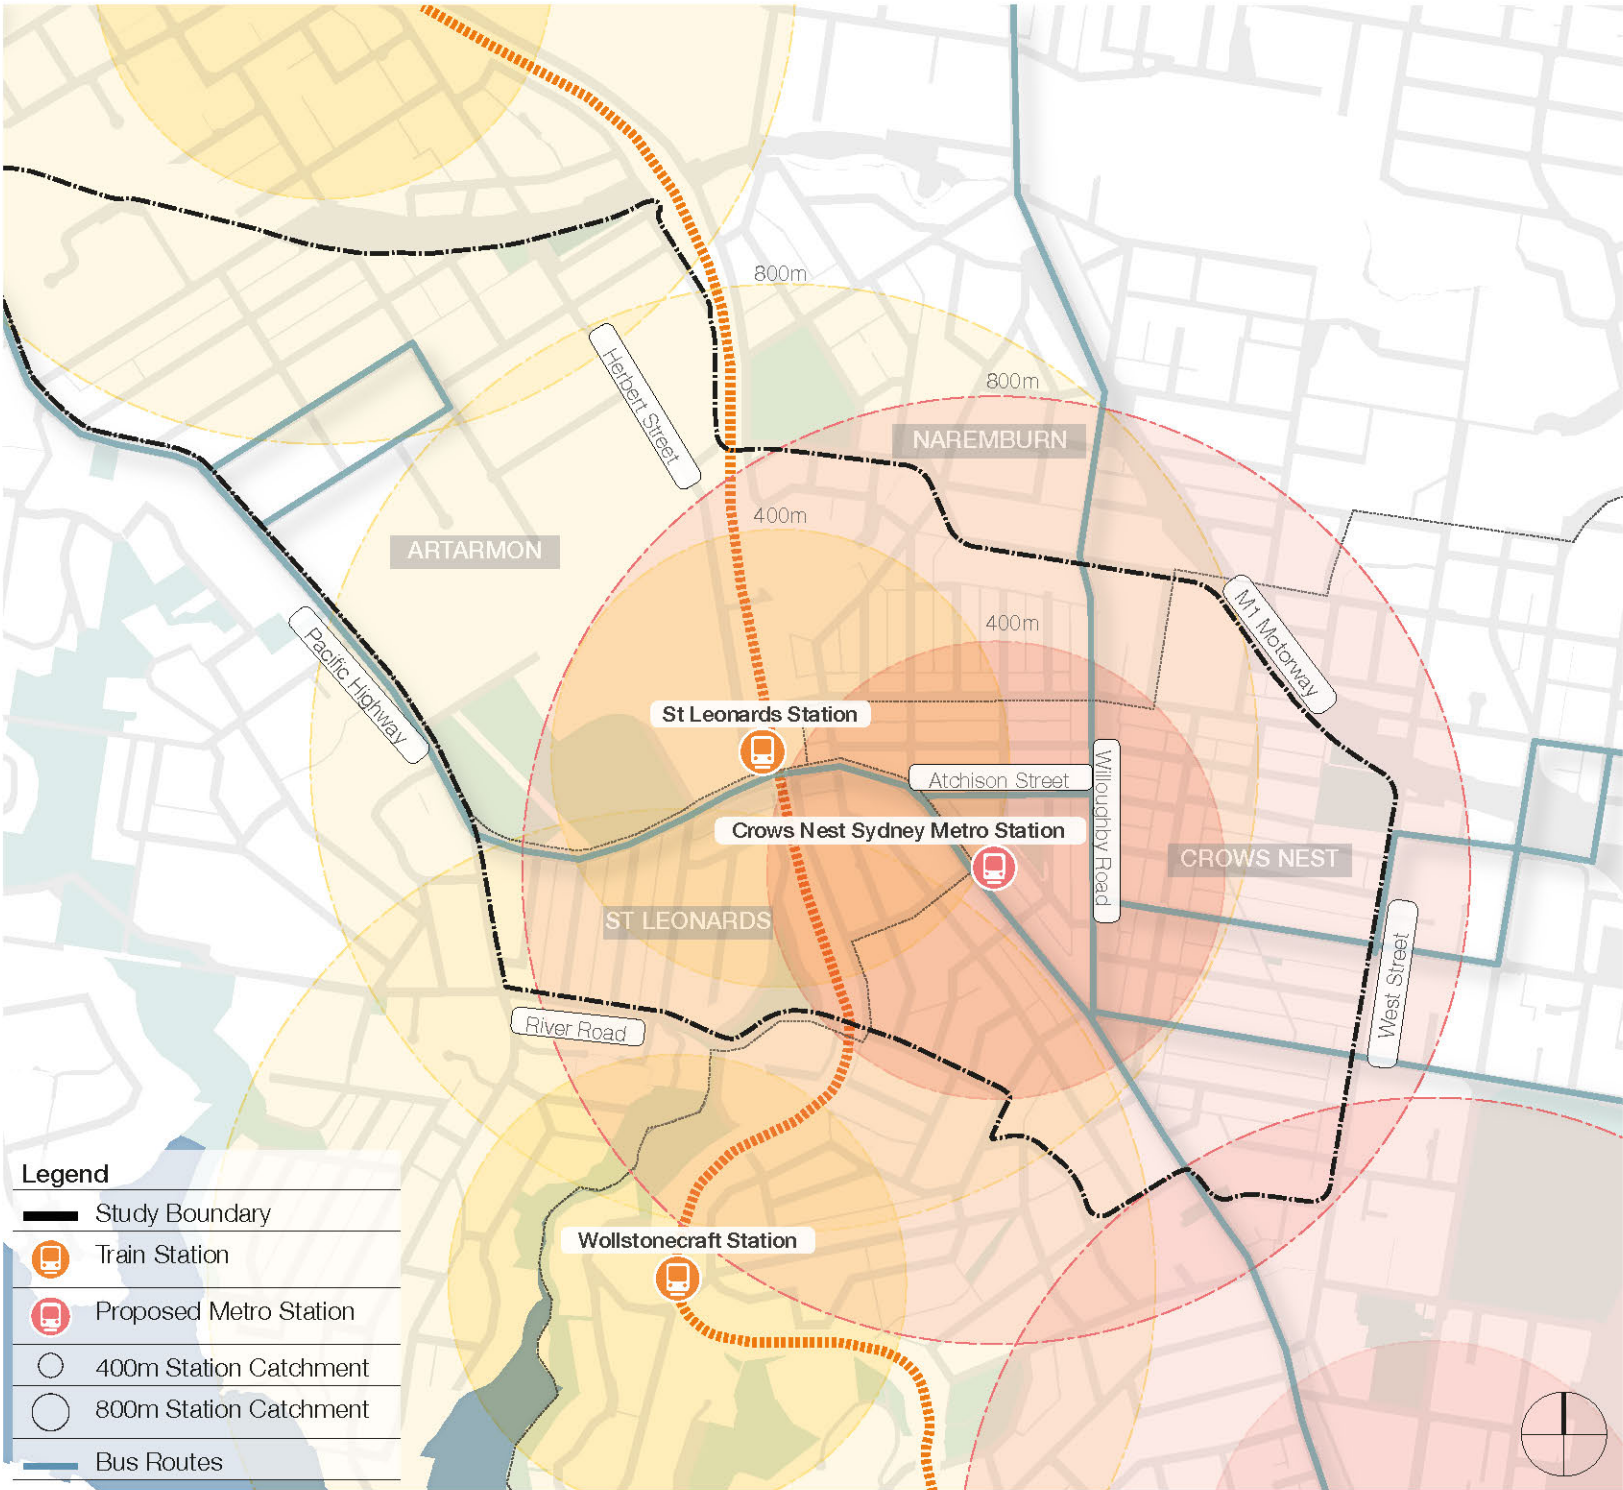 800m
Herbert Street
800m
NAREMBURN
400m
ARTARMON
M1 Motorway
400m
Pacific Highway
St Leonards Station
Atchison Street
Willoughby Road
Crows Nest Sydney Metro Station
CROWS NEST
ST LEONARDS
West Street
River Road
Wollstonecraft Station
Legend
Study Boundary
Train Station
Proposed Metro Station
400m Station Catchment
800m Station Catchment
Bus Routes